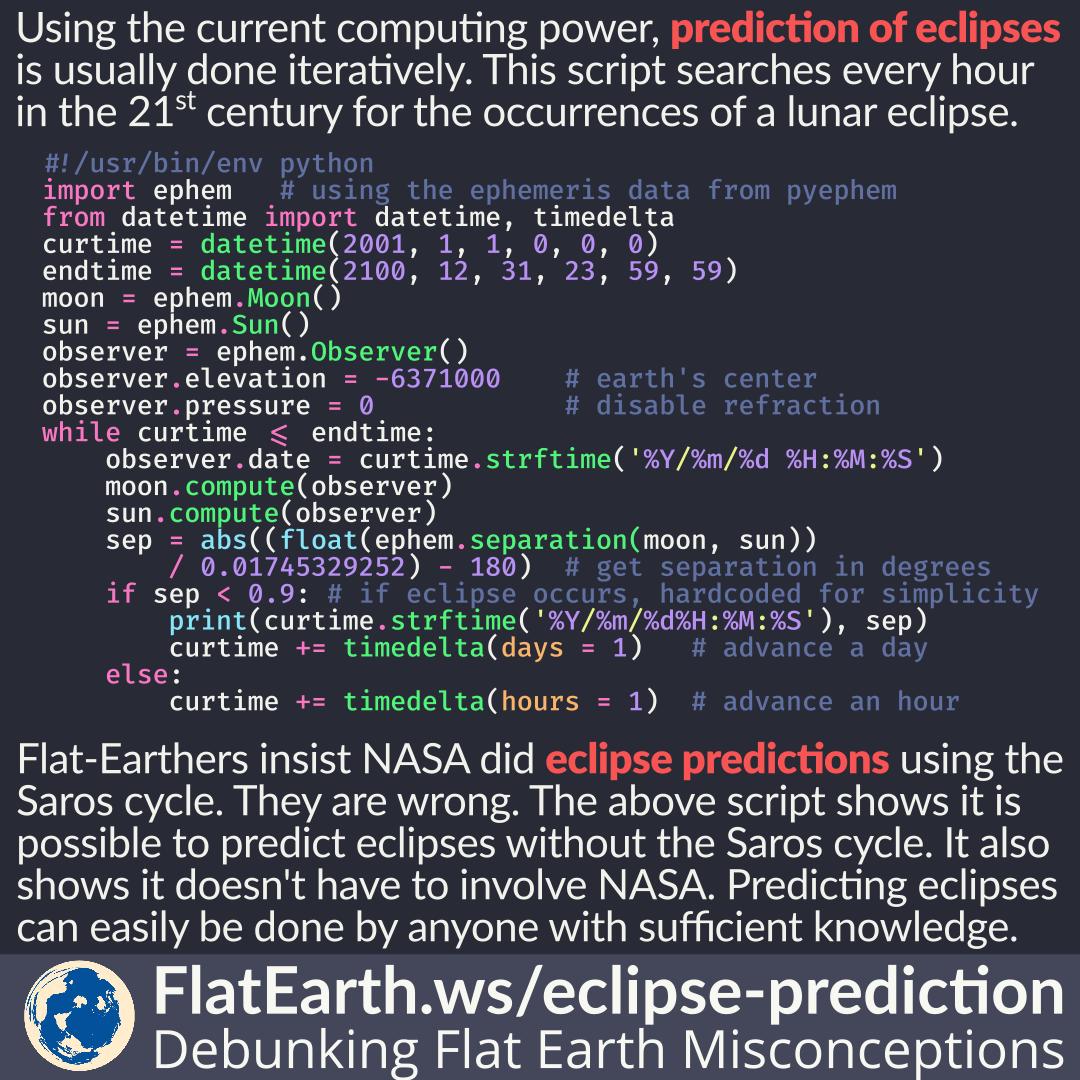 Using the current computing power, prediction of eclipses
is usually done iteratively. This script searches every hour
in the 21st century for the occurrences of a lunar eclipse.
#!/usr/bin/env python
import ephem   # using the ephemeris data from pyephem
from datetime import datetime, timedelta
curtime = datetime(2001, 1, 1, 0, 0, 0)
endtime = datetime(2100, 12, 31, 23, 59, 59)
moon = ephem.Moon()
sun = ephem.Sun()
observer = ephem.Observer()
observer.elevation = -6371000    # earth's center
observer.pressure = 0            # disable refraction
while curtime ⩽ endtime:
    observer.date = curtime.strftime('%Y/%m/%d %H:%M:%S')
    moon.compute(observer)
    sun.compute(observer)
    sep = abs((float(ephem.separation(moon, sun))
        / 0.01745329252) - 180)  # get separation in degrees
    if sep < 0.9: # if eclipse occurs, hardcoded for simplicity
        print(curtime.strftime('%Y/%m/%d%H:%M:%S'), sep)
        curtime += timedelta(days = 1)   # advance a day
    else:
        curtime += timedelta(hours = 1)  # advance an hour
Flat-Earthers insist NASA did eclipse predictions using the
Saros cycle. They are wrong. The above script shows it is
possible to predict eclipses without the Saros cycle. It also
shows it doesn't have to involve NASA. Predicting eclipses
can easily be done by anyone with sufficient knowledge.
FlatEarth.ws/eclipse-prediction
Debunking Flat Earth Misconceptions